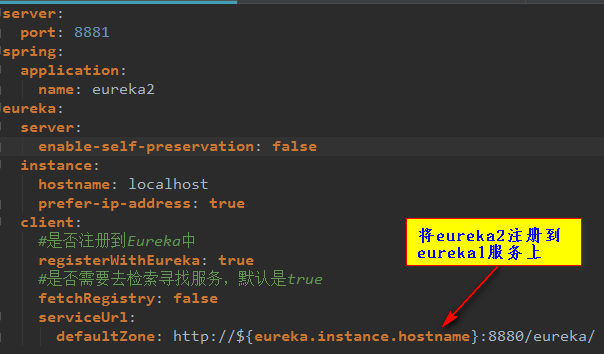 server:
  port: 8881
spring:
  application:
    name: eureka2
eureka:
  server:
    enable-self-preservation: false
  instance:
    hostname: localhost
    prefer-ip-address: true
  client:
    #是否注册到Eureka中
    registerWithEureka: true
    #是否需要去检索寻找服务，默认是true
    fetchRegistry: false
    serviceUrl:
      defaultZone: http://${eureka.instance.hostname}:8880/eureka/
将eureka2注册到
eureka1服务上